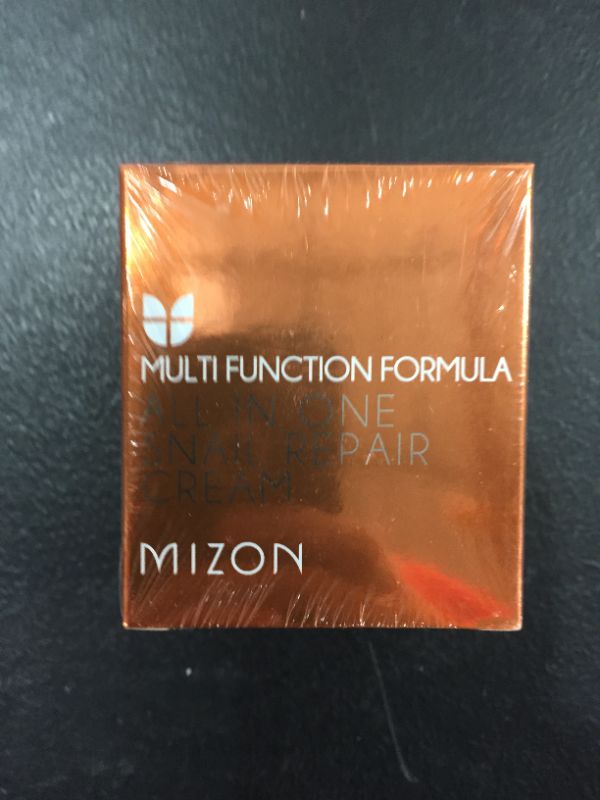 MULTI FUNCTION FORMULA
ALL IN ONE
SNAIL REPAIR
CREAM
MIZON